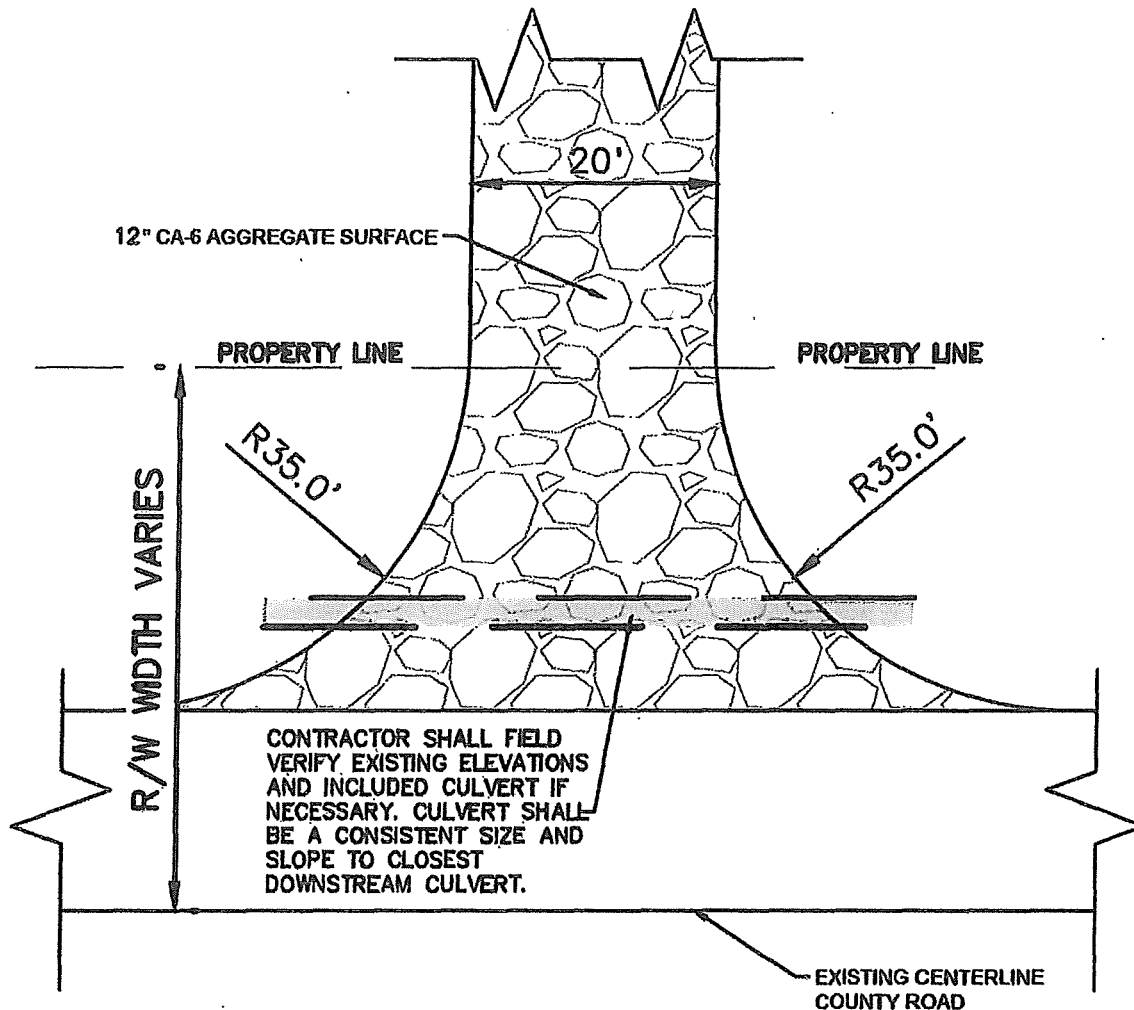 20'
12" CA-6 AGGREGATE SURFACE
PROPERTY LINE
PROPERTY LINE
R35.0'
R35.0'
R/W WIDTH VARIES
CONTRACTOR SHALL FIELD
VERIFY EXISTING ELEVATIONS
AND INCLUDED CULVERT IF
NECESSARY. CULVERT SHALL
BE A CONSISTENT SIZE AND
SLOPE TO CLOSEST
DOWNSTREAM CULVERT.
EXISTING CENTERLINE
COUNTY ROAD